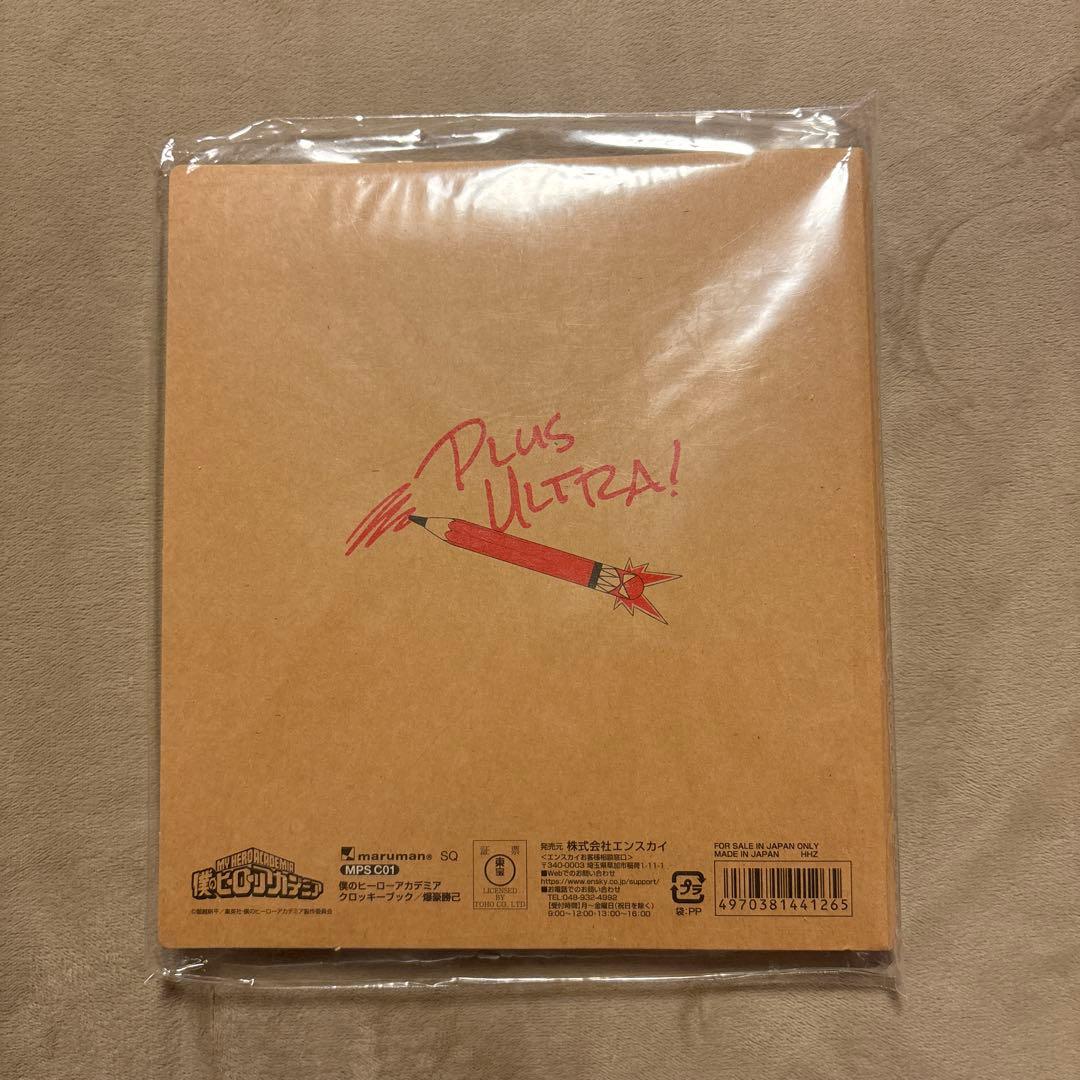 PLUS
ULTRA!
MY HERO ACADEMIA
僕のヒーローアカデミア
©堀越耕平／集英社・僕のヒーローアカデミア製作委員会
maruman® SQ
MPS C01
僕のヒーローアカデミア
クロッキーブック／爆豪勝己
証 票
東宝
LICENSED
BY
TOHO CO., LTD
発売元 株式会社エンスカイ
<エンスカイお客様相談窓口>
〒340-0003 埼玉県草加市稲荷1-11-1
■Webでのお問い合わせ
https://www.ensky.co.jp/support/
■お電話でのお問い合わせ
TEL:048-932-4992
[受付時間]月～金曜日(祝日を除く)
9:00～12:00・13:00～16:00
プラ
袋:PP
FOR SALE IN JAPAN ONLY
MADE IN JAPAN HHZ
4970381441265